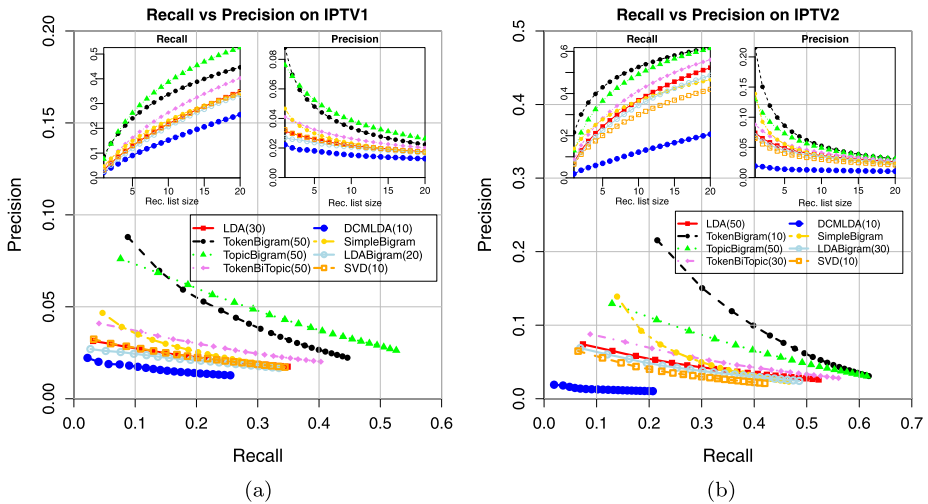 Recall vs Precision on IPTV1
Precision
0.20
0.15
0.10
0.05
0.00
Recall
0.5
0.4
0.3
0.2
0.1
0.0
5 10 15 20
Rec. list size
Precision
0.08
0.06
0.04
0.02
0.00
5 10 15 20
Rec. list size
LDA(30)
TokenBigram(50)
TopicBigram(50)
TokenBiTopic(50)
DCMLDA(10)
SimpleBigram
LDABigram(20)
SVD(10)
0.0 0.1 0.2 0.3 0.4 0.5 0.6
Recall
(a)
Recall vs Precision on IPTV2
Precision
0.5
0.4
0.3
0.2
0.1
0.0
Recall
0.6
0.4
0.2
0.0
5 10 15 20
Rec. list size
Precision
0.20
0.15
0.10
0.05
0.00
5 10 15 20
Rec. list size
LDA(50)
TokenBigram(10)
TopicBigram(50)
TokenBiTopic(30)
DCMLDA(10)
SimpleBigram
LDABigram(30)
SVD(10)
0.0 0.1 0.2 0.3 0.4 0.5 0.6 0.7
Recall
(b)